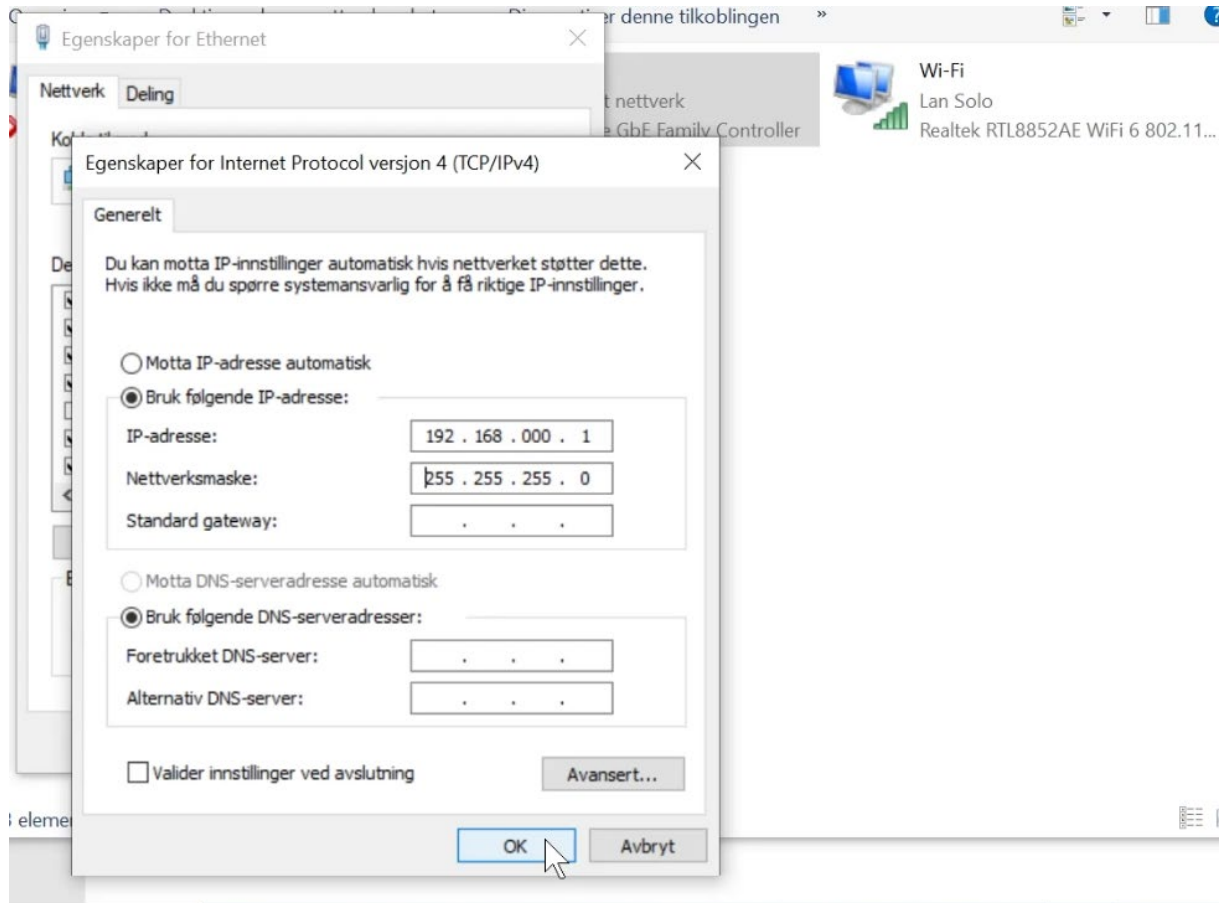 er denne tilkoblingen »
Egenskaper for Ethernet
Nettverk Deling
t nettverk
e GbE Family Controller
Wi-Fi
Lan Solo
Realtek RTL8852AE WiFi 6 802.11...
Egenskaper for Internet Protocol versjon 4 (TCP/IPv4)
Generelt
De
Du kan motta IP-innstillinger automatisk hvis nettverket støtter dette.
Hvis ikke må du spørre systemansvarlig for å få riktige IP-innstillinger.
Motta IP-adresse automatisk
Bruk følgende IP-adresse:
IP-adresse: 192 . 168 . 000 . 1
Nettverksmaske: 255 . 255 . 255 . 0
Standard gateway: . . .
Motta DNS-serveradresse automatisk
Bruk følgende DNS-serveradresser:
Foretrukket DNS-server: . . .
Alternativ DNS-server: . . .
Valider innstillinger ved avslutning
Avansert...
eleme
OK Avbryt